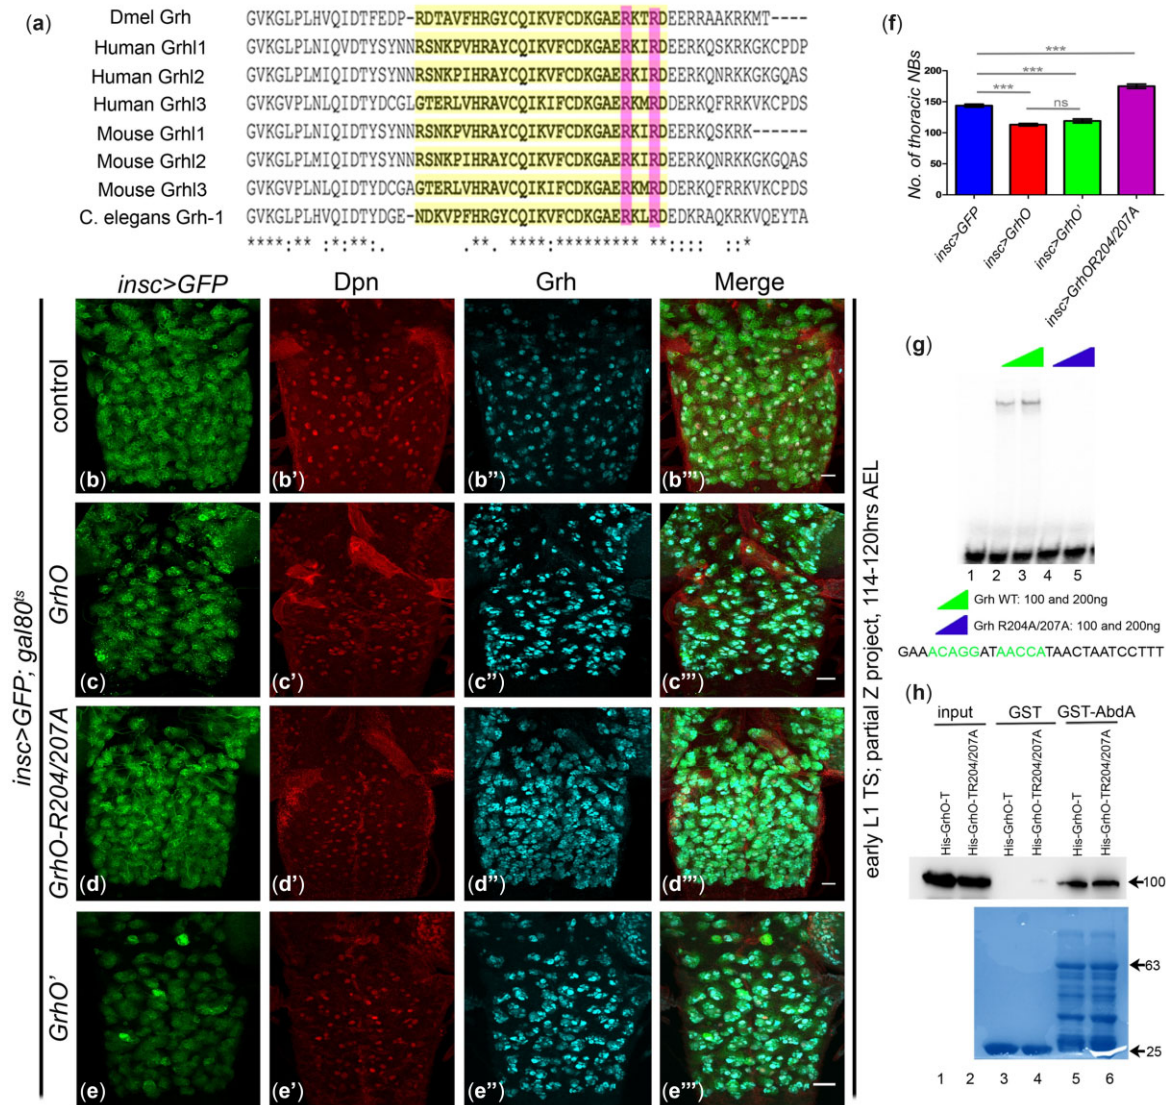 (a)
Dmel Grh GVKGLPLHVQIDTFEDP-RDTAVFHRGYCQIKVFCDKGAERKTRDEERRAAKRKMT-----
Human Grhl1 GVKGLPLNIQVDTYSYNNRSNKPVHRAYCQIKVFCDKGAERKIRDEERKQSKRKGKCPDP
Human Grhl2 GVKGLPLMIQIDTYSYNNRSNKPIHRAYCQIKVFCDKGAERKIRDEERKQNRKKGKGQAS
Human Grhl3 GVKGLPLNLQIDTYDCGLGTERLVHRAVCQIKVFCDKGAERKMRDDERKQFRRKVKCPDS
Mouse Grhl1 GVKGLPLNIQIDTYSYNNRSNKPVHRAYCQIKVFCDKGAERKIRDEERKQSKRK------
Mouse Grhl2 GVKGLPLMIQIDTYSYNNRSNKPIHRAYCQIKVFCDKGAERKIRDEERKQNRKKGKGQAS
Mouse Grhl3 GVKGVPLNLQIDTYDCGAGTERLVHRAVCQIKIFCDKGAERKMRDDERKQFRRKVKCPDS
C. elegans Grh-1 GVKGLPLHVQIDTYDGE-NDKVPFHRGYCQIKVFCDKGAERKLRDEDKRAQKRKVQEYTA
****:** :*:**:. .**. ****:********* **:::: ::*
insc>GFP Dpn Grh Merge
insc>GFP; gal80ts
control
(b) (b') (b'') (b''')
GrhO
(c) (c') (c'') (c''')
GrhO-R204/207A
(d) (d') (d'') (d''')
GrhO'
(e) (e') (e'') (e''')
early L1 TS; partial Z project, 114-120hrs AEL
(f)
No. of thoracic NBs
200
150
100
50
0
***
***
***
ns
insc>GFP
insc>GrhO
insc>GrhO'
insc>GrhOR204/207A
(g)
1 2 3 4 5
Grh WT: 100 and 200ng
Grh R204A/207A: 100 and 200ng
GAAACAGGATAACCATAACTAATCCTTT
(h)
input GST GST-AbdA
His-GrhO-T
His-GrhO-TR204/207A
His-GrhO-T
His-GrhO-TR204/207A
His-GrhO-T
His-GrhO-TR204/207A
100
63
25
1 2 3 4 5 6